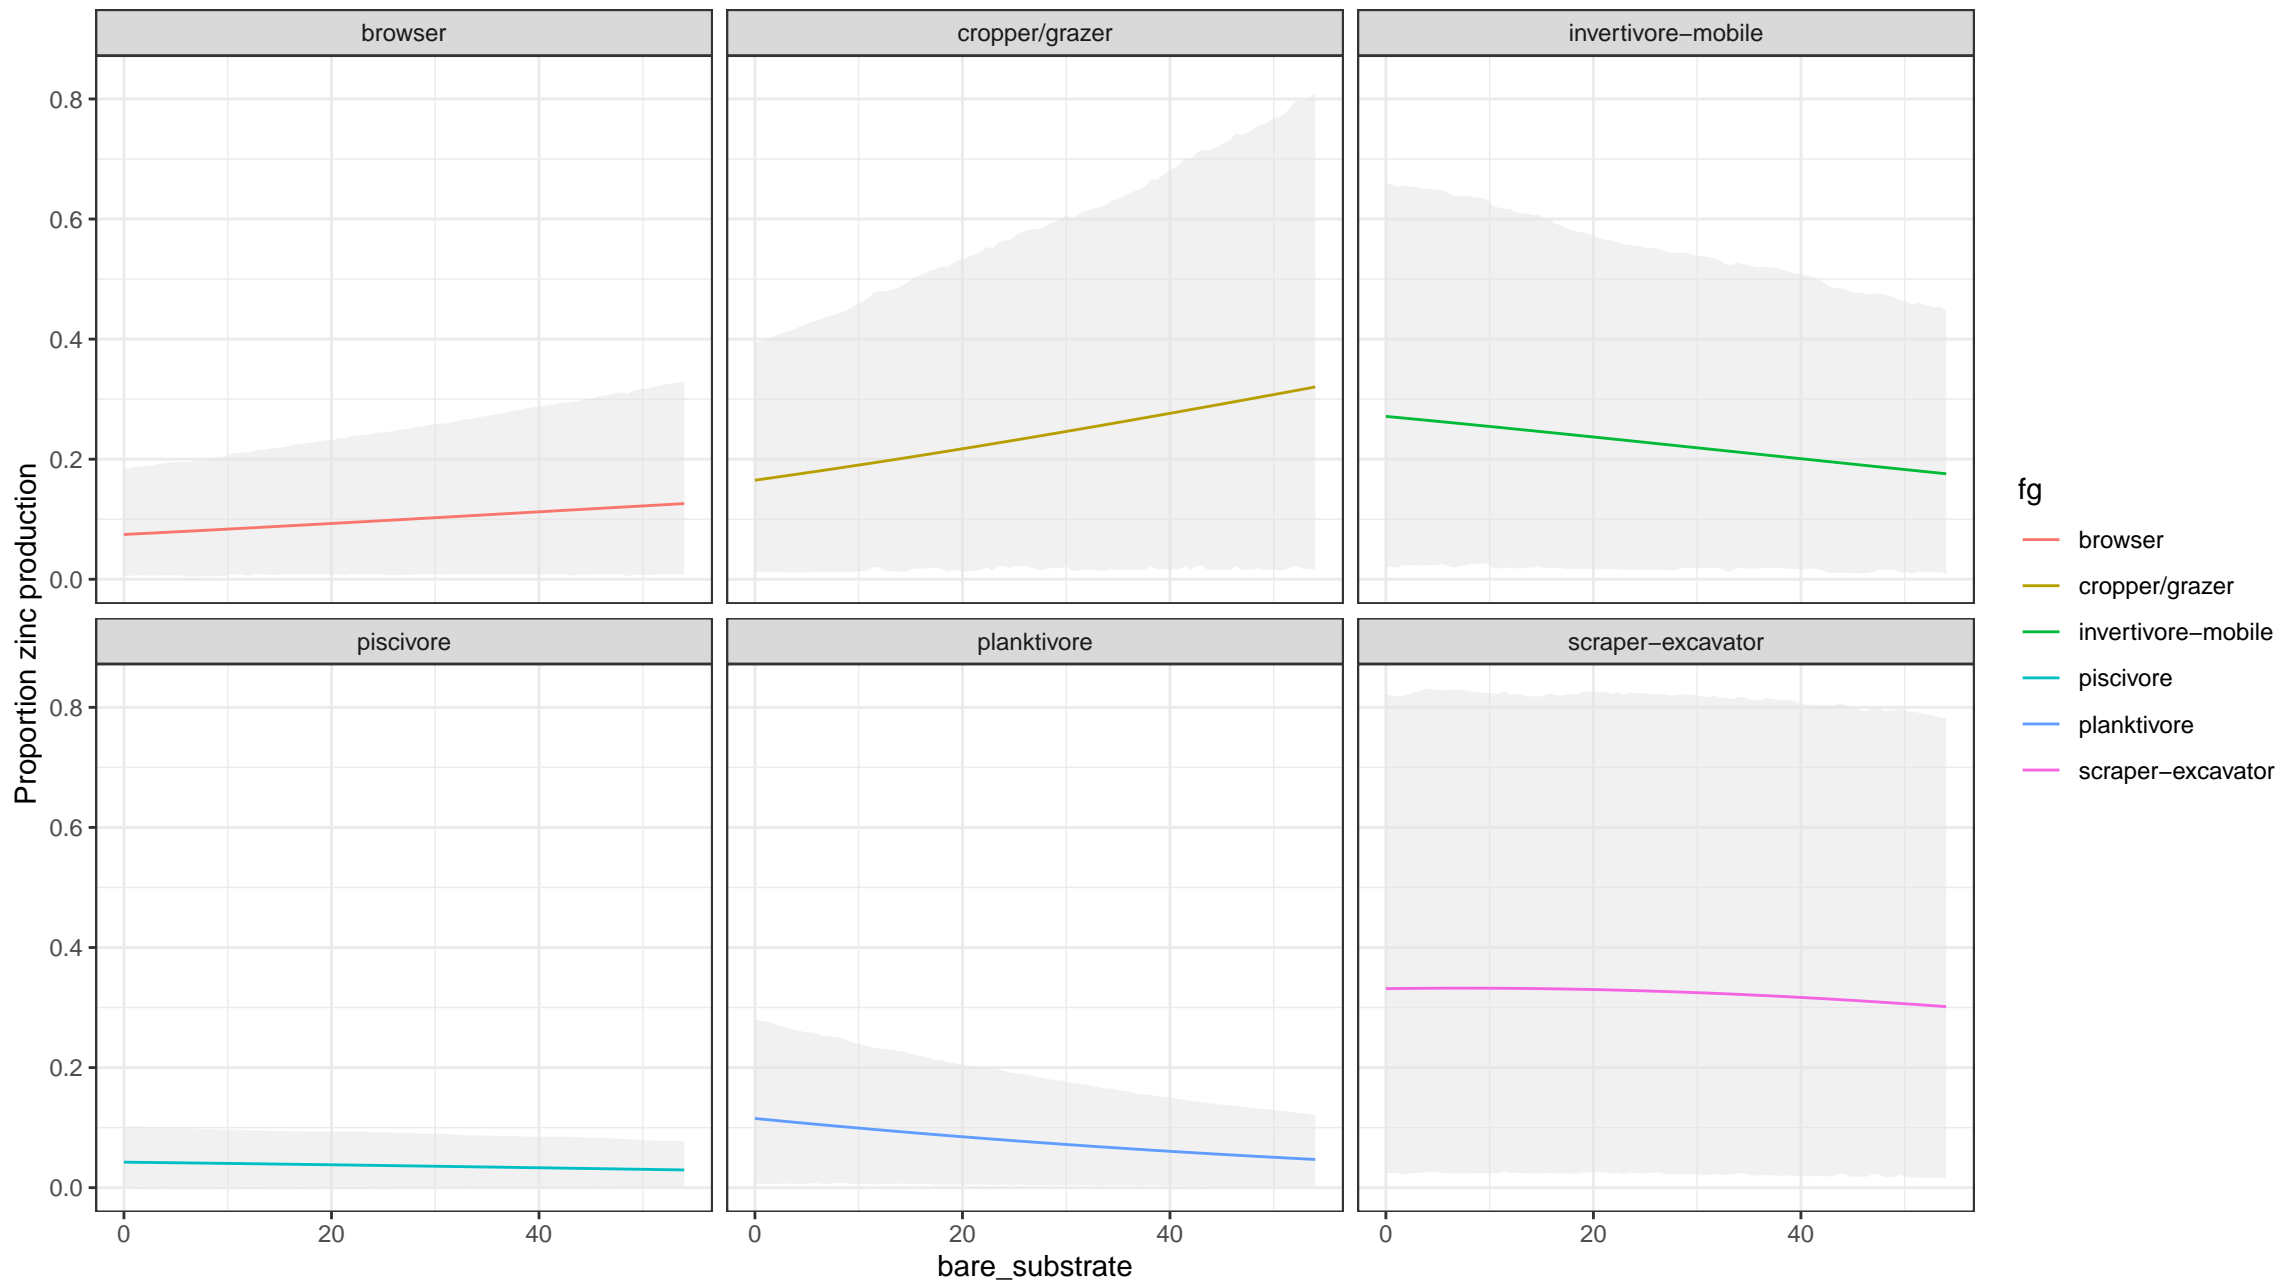 browser
cropper/grazer
invertivore−mobile
0.8
0.6
0.4
0.2
0.0
piscivore
planktivore
scraper−excavator
0.8
0.6
0.4
0.2
0.0
0 20 40
0 20 40
0 20 40
bare_substrate
Proportion zinc production
fg
browser
cropper/grazer
invertivore−mobile
piscivore
planktivore
scraper−excavator